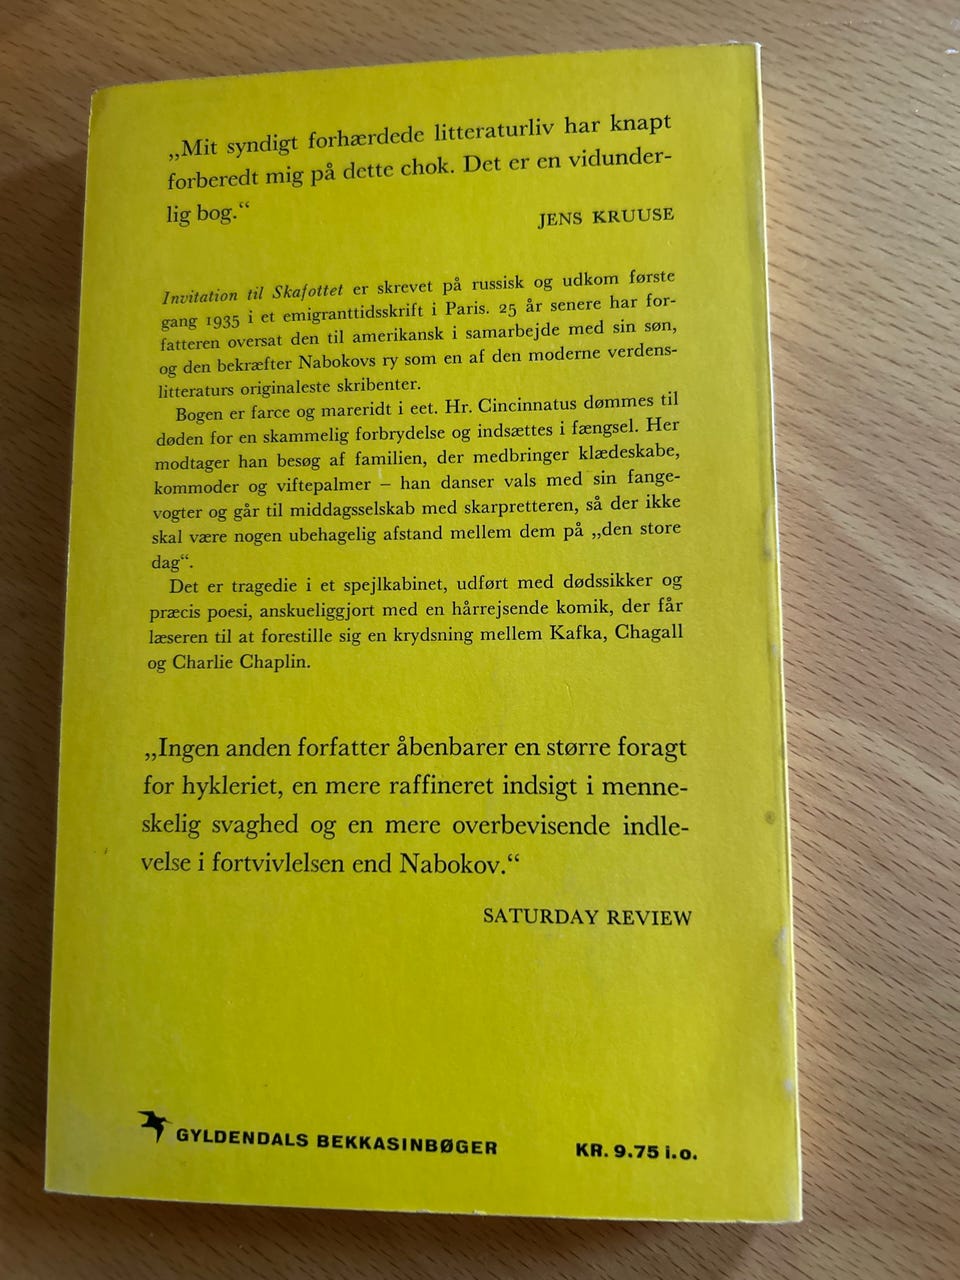 „Mit syndigt forhærdede litteraturliv har knapt
forberedt mig på dette chok. Det er en vidunder-
lig bog.“
JENS KRUUSE
Invitation til Skafottet er skrevet på russisk og udkom første
gang 1935 i et emigranttidsskrift i Paris. 25 år senere har for-
fatteren oversat den til amerikansk i samarbejde med sin søn,
og den bekræfter Nabokovs ry som en af den moderne verdens-
litteraturs originaleste skribenter.
Bogen er farce og mareridt i eet. Hr. Cincinnatus dømmes til
døden for en skammelig forbrydelse og indsættes i fængsel. Her
modtager han besøg af familien, der medbringer klædeskabe,
kommoder og viftepalmer – han danser vals med sin fange-
vogter og går til middagsselskab med skarpretteren, så der ikke
skal være nogen ubehagelig afstand mellem dem på „den store
dag“.
Det er tragedie i et spejlkabinet, udført med dødssikker og
præcis poesi, anskueliggjort med en hårrejsende komik, der får
læseren til at forestille sig en krydsning mellem Kafka, Chagall
og Charlie Chaplin.
„Ingen anden forfatter åbenbarer en større foragt
for hykleriet, en mere raffineret indsigt i menne-
skelig svaghed og en mere overbevisende indle-
velse i fortvivlelsen end Nabokov.“
SATURDAY REVIEW
GYLDENDALS BEKKASINBØGER
KR. 9.75 i.o.